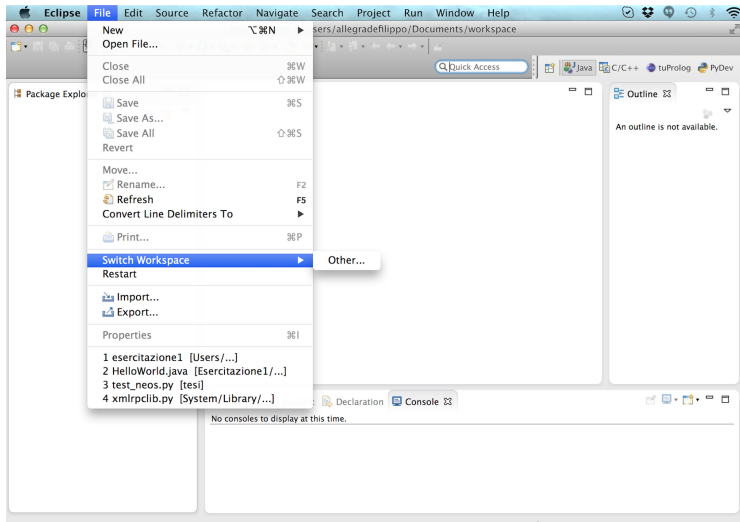 Eclipse File Edit Source Refactor Navigate Search Project Run Window Help
sers/allegradefilippo/Documents/workspace
New ⌥⌘N ▶
Open File...
Close ⌘W
Close All ⇧⌘W
Save ⌘S
Save As...
Save All ⇧⌘S
Revert
Move...
Rename... F2
Refresh F5
Convert Line Delimiters To ▶
Print... ⌘P
Switch Workspace ▶
Other...
Restart
Import...
Export...
Properties ⌘I
1 esercitazione1 [Users/...]
2 HelloWorld.java [Esercitazione1/...]
3 test_neos.py [tesi]
4 xmlrpclib.py [System/Library/...]
Quick Access
Java C/C++ tuProlog PyDev
Package Explo
Outline
An outline is not available.
Declaration Console
No consoles to display at this time.